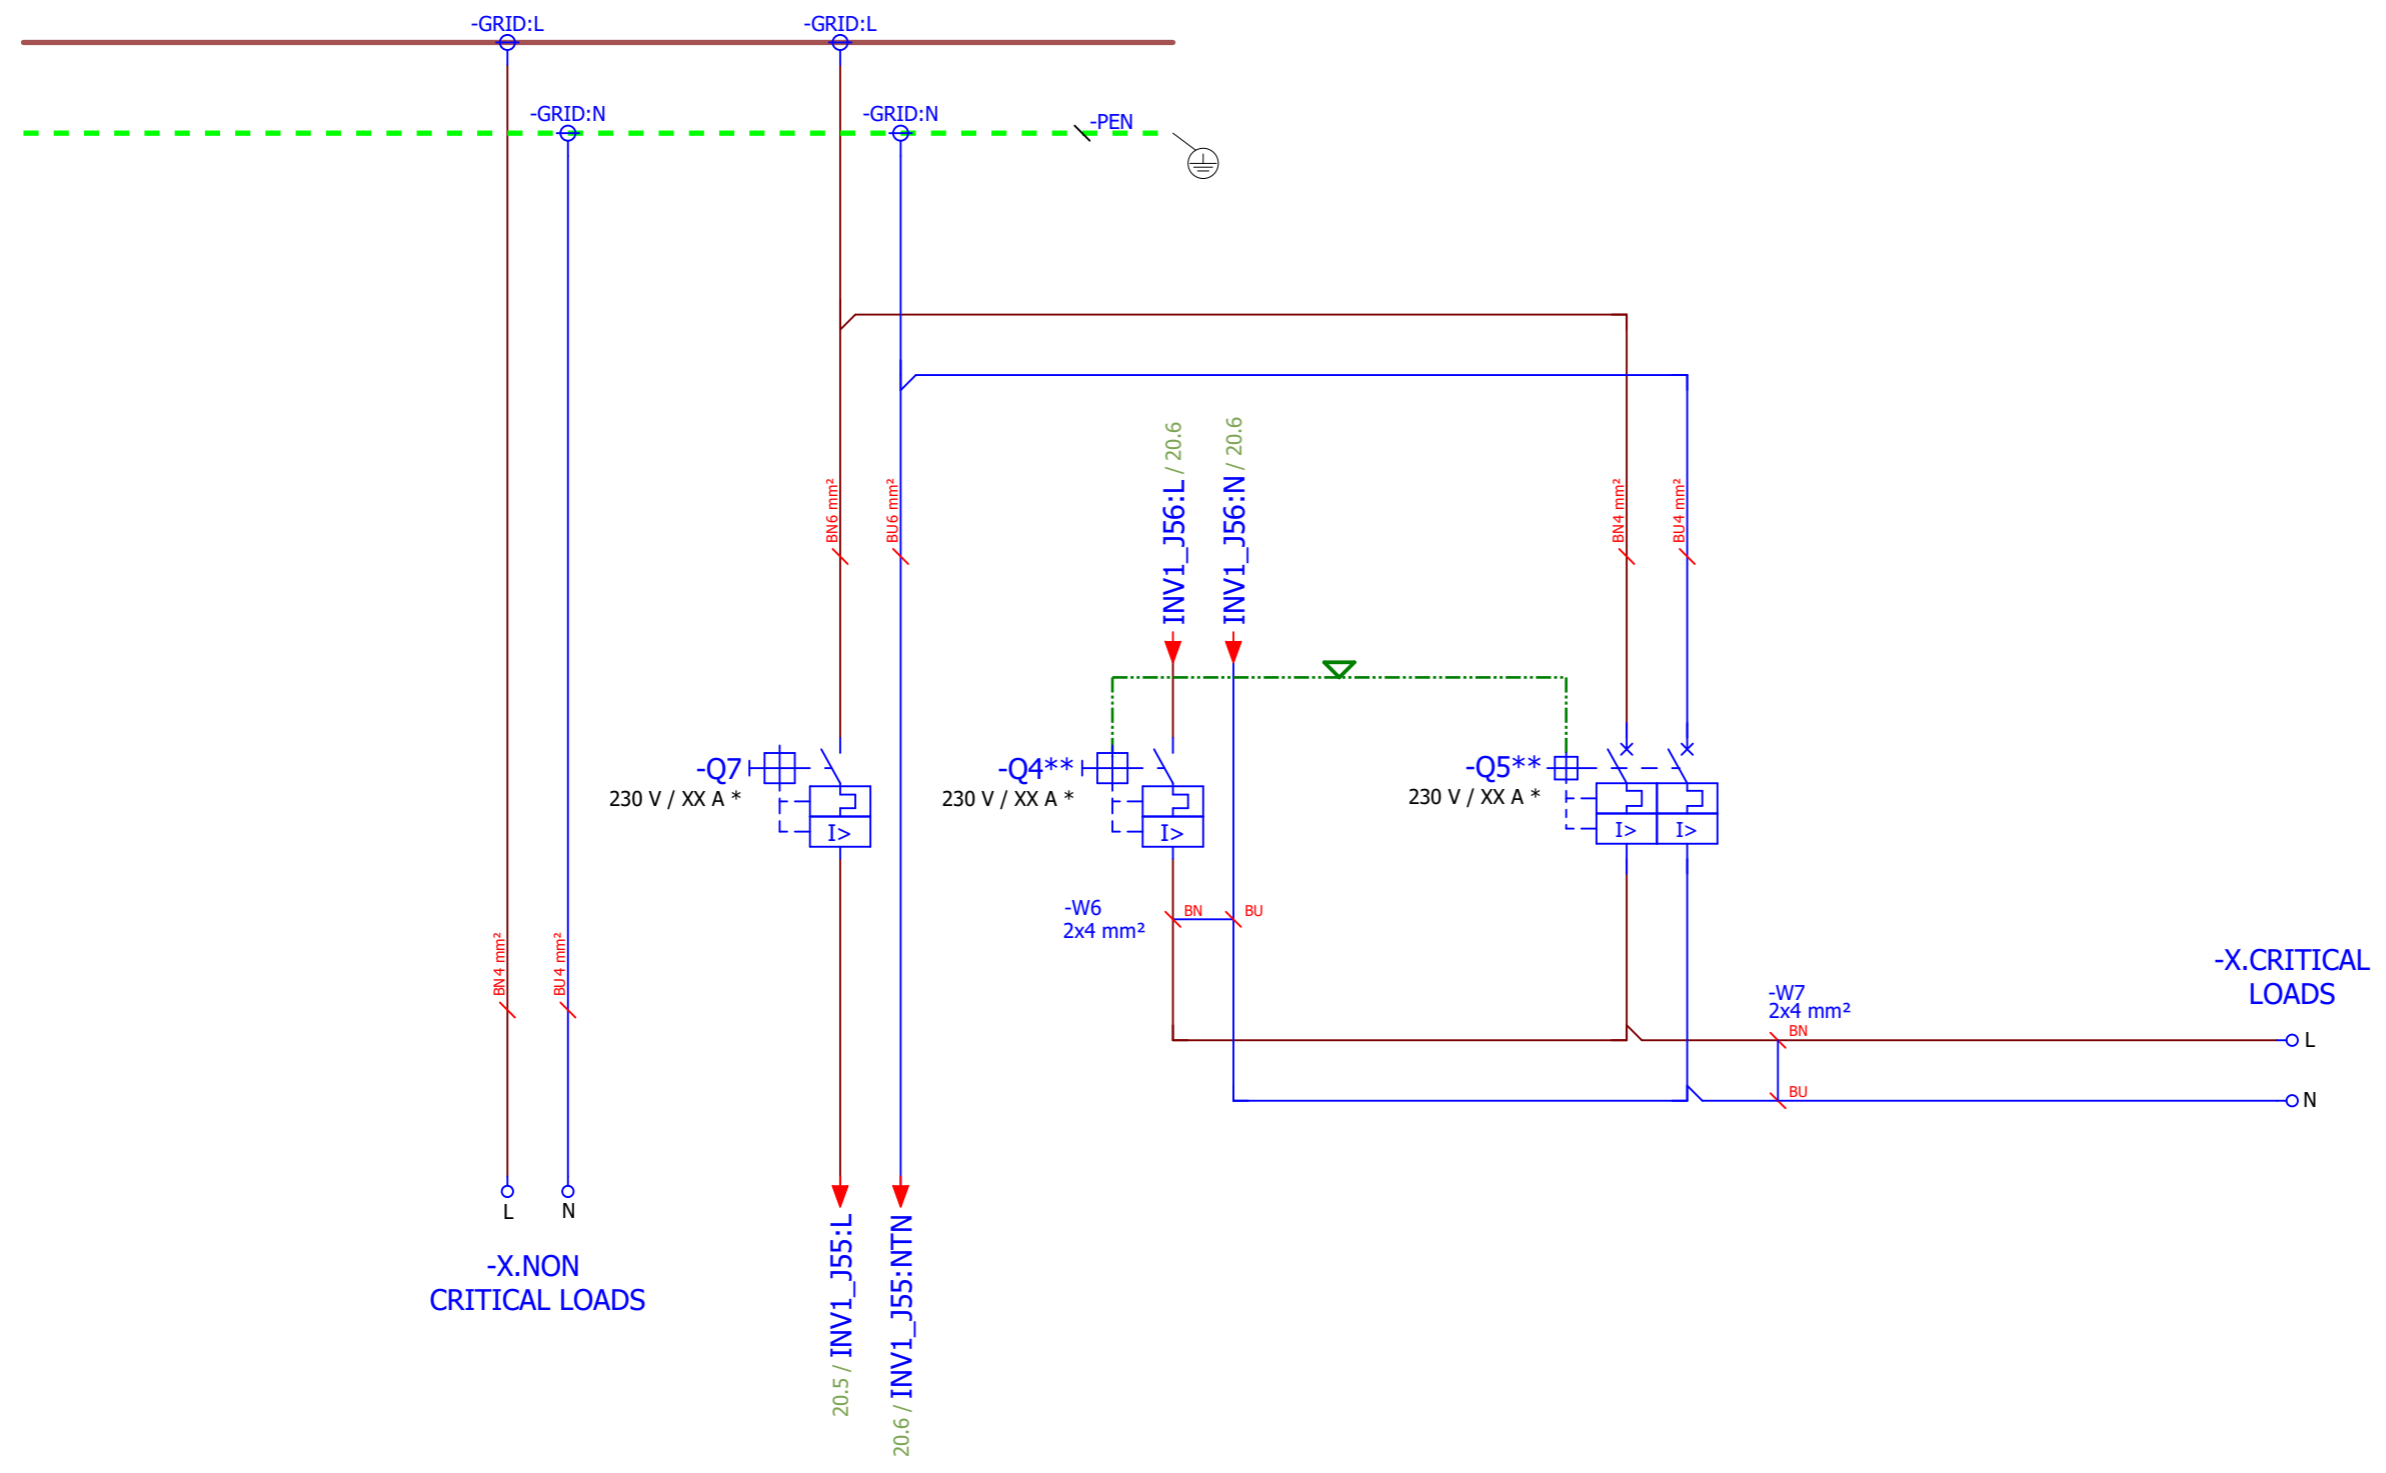 -GRID:L
-GRID:L
-GRID:N
-GRID:N
-PEN
INV1_J56:L / 20.6
INV1_J56:N / 20.6
BN6 mm²
BU6 mm²
BN4 mm²
BU4 mm²
-Q7
230 V / XX A *
I>
-Q4**
230 V / XX A *
I>
-Q5**
230 V / XX A *
I>
I>
-W6
2x4 mm²
BN
BU
BN4 mm²
BU4 mm²
-X.CRITICAL
LOADS
-W7
2x4 mm²
BN
L
BU
N
L
N
-X.NON
CRITICAL LOADS
20.5 / INV1_J55:L
20.6 / INV1_J55:NTN